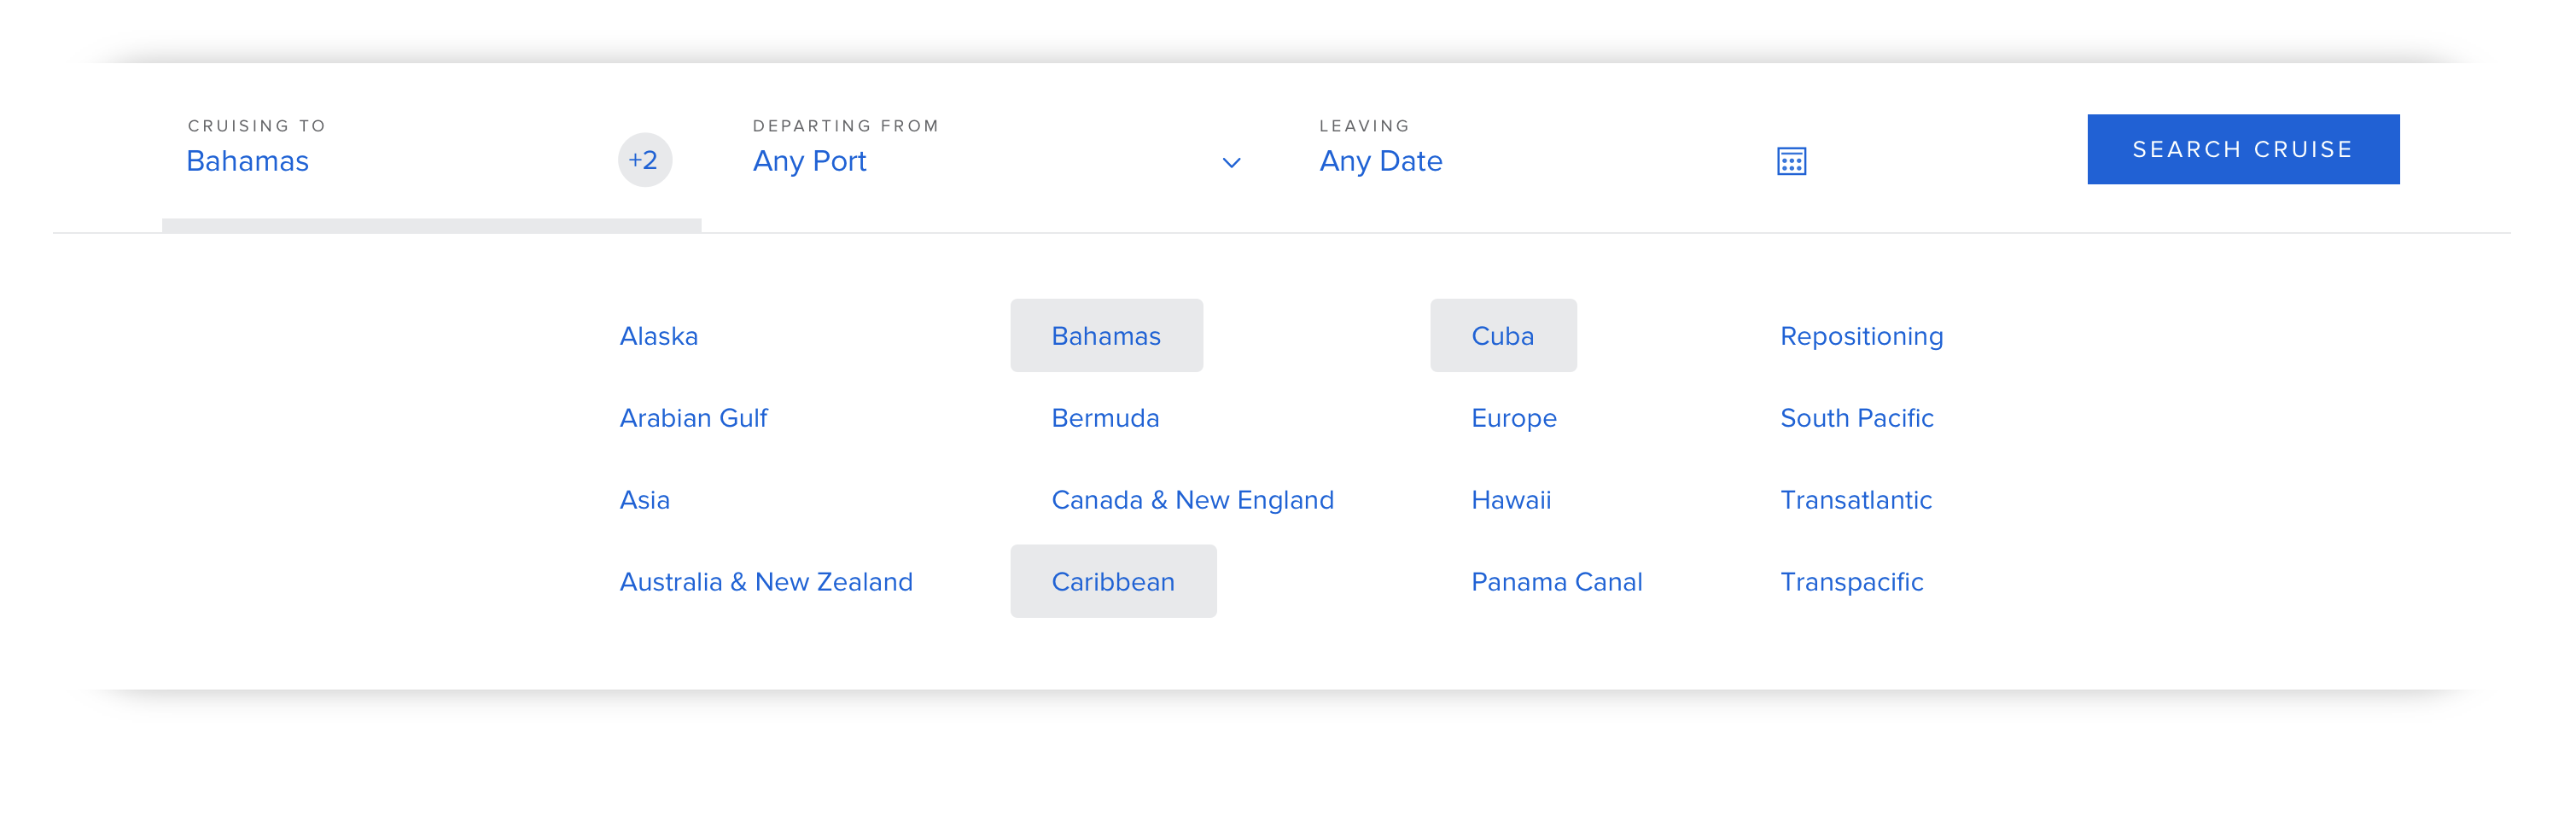 CRUISING TO
Bahamas +2
DEPARTING FROM
Any Port
LEAVING
Any Date
SEARCH CRUISE
Alaska Bahamas Cuba Repositioning
Arabian Gulf Bermuda Europe South Pacific
Asia Canada & New England Hawaii Transatlantic
Australia & New Zealand Caribbean Panama Canal Transpacific